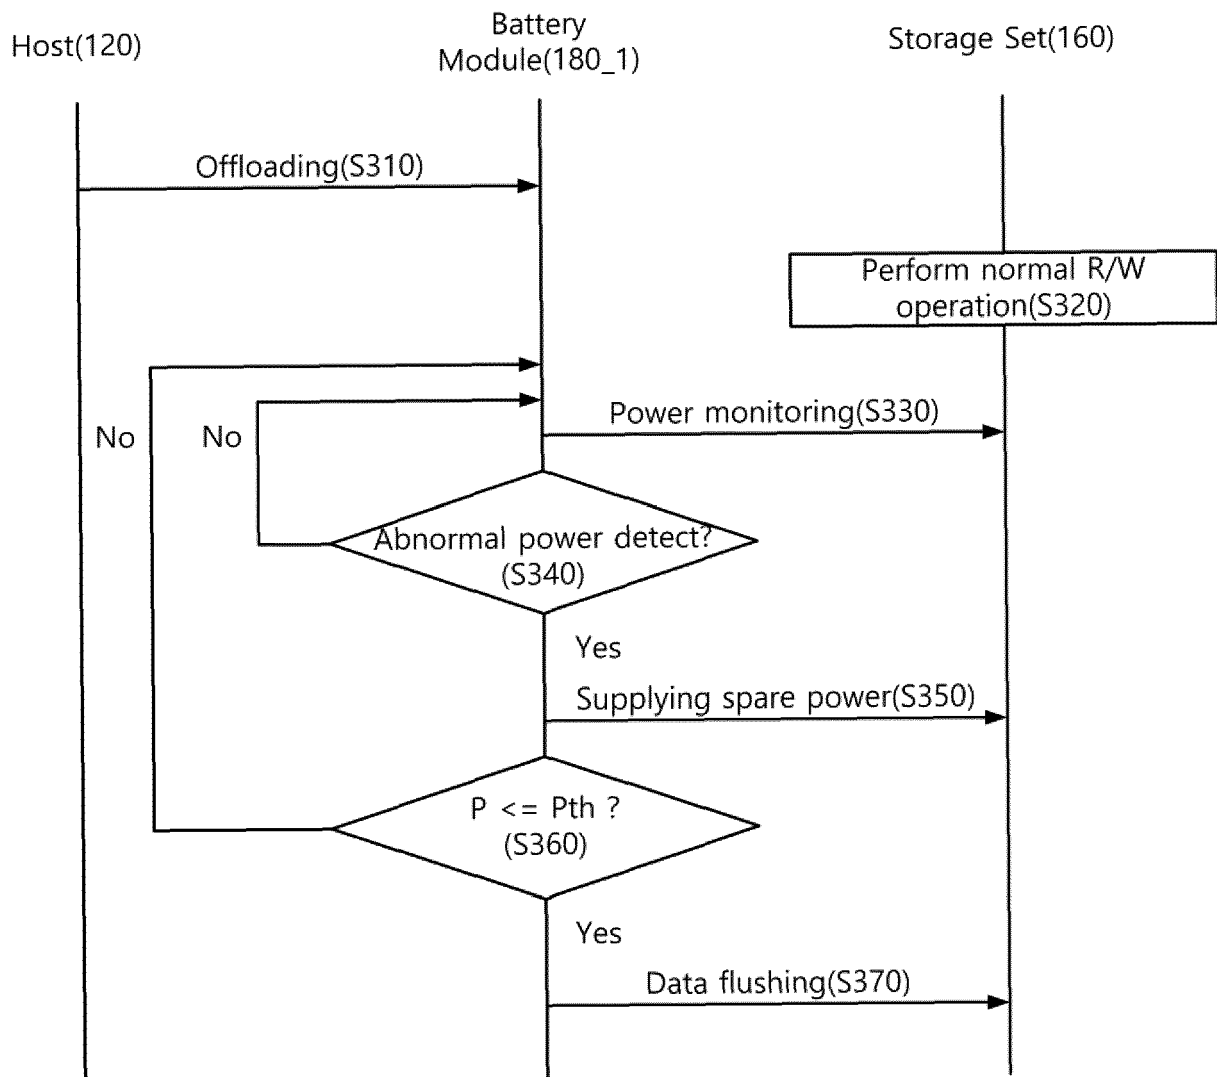 Host(120)
Battery
Module(180_1)
Storage Set(160)
Offloading(S310)
Perform normal R/W
operation(S320)
Power monitoring(S330)
No
No
Abnormal power detect?
(S340)
Yes
Supplying spare power(S350)
P <= Pth ?
(S360)
Yes
Data flushing(S370)